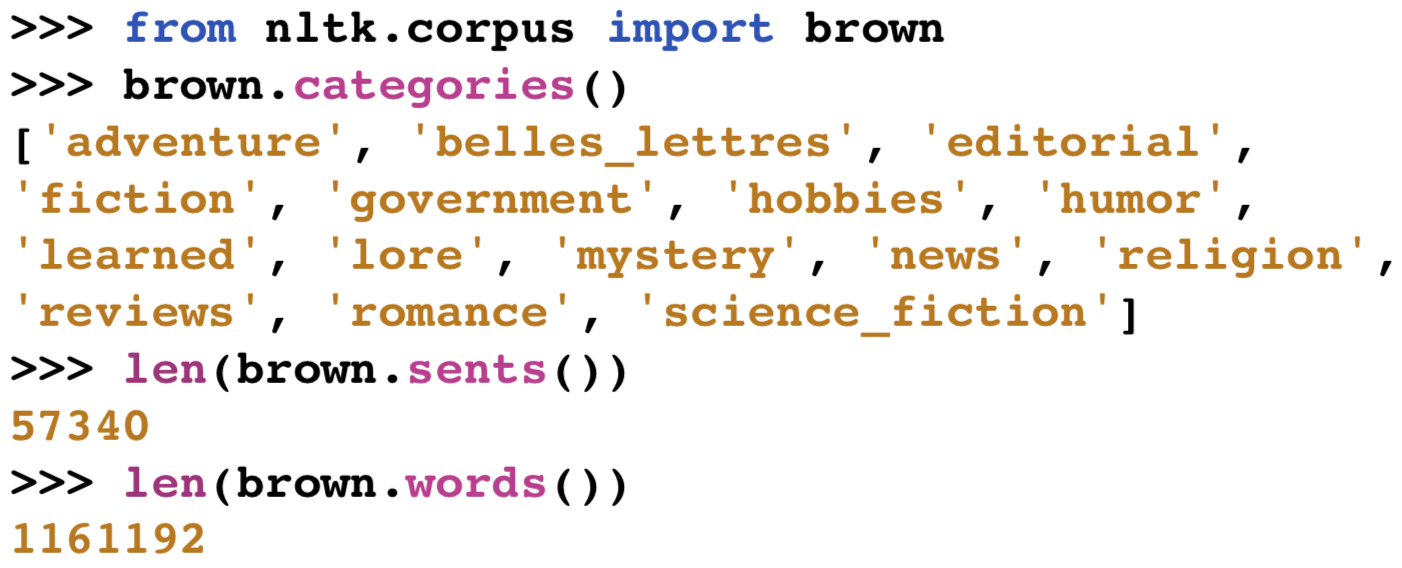 >>> from nltk.corpus import brown
>>> brown.categories()
['adventure', 'belles_lettres', 'editorial',
'fiction', 'government', 'hobbies', 'humor',
'learned', 'lore', 'mystery', 'news', 'religion',
'reviews', 'romance', 'science_fiction']
>>> len(brown.sents())
57340
>>> len(brown.words())
1161192